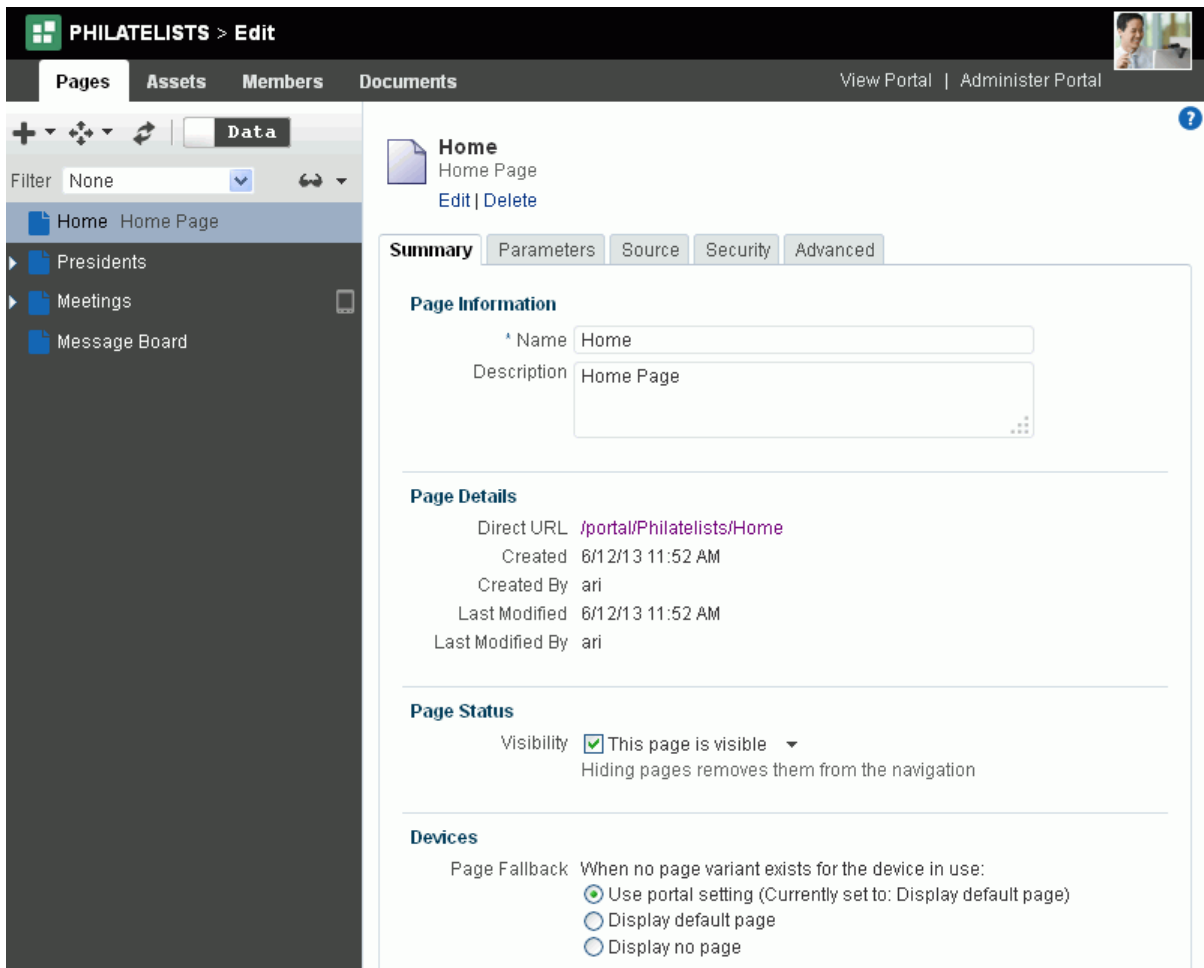 PHILATELISTS > Edit
Pages Assets Members Documents View Portal | Administer Portal
Data
Filter None
Home Home Page
Presidents
Meetings
Message Board
?
Home
Home Page
Edit | Delete
Summary Parameters Source Security Advanced
Page Information
* Name Home
Description Home Page
Page Details
Direct URL /portal/Philatelists/Home
Created 6/12/13 11:52 AM
Created By ari
Last Modified 6/12/13 11:52 AM
Last Modified By ari
Page Status
Visibility This page is visible
Hiding pages removes them from the navigation
Devices
Page Fallback When no page variant exists for the device in use:
Use portal setting (Currently set to: Display default page)
Display default page
Display no page